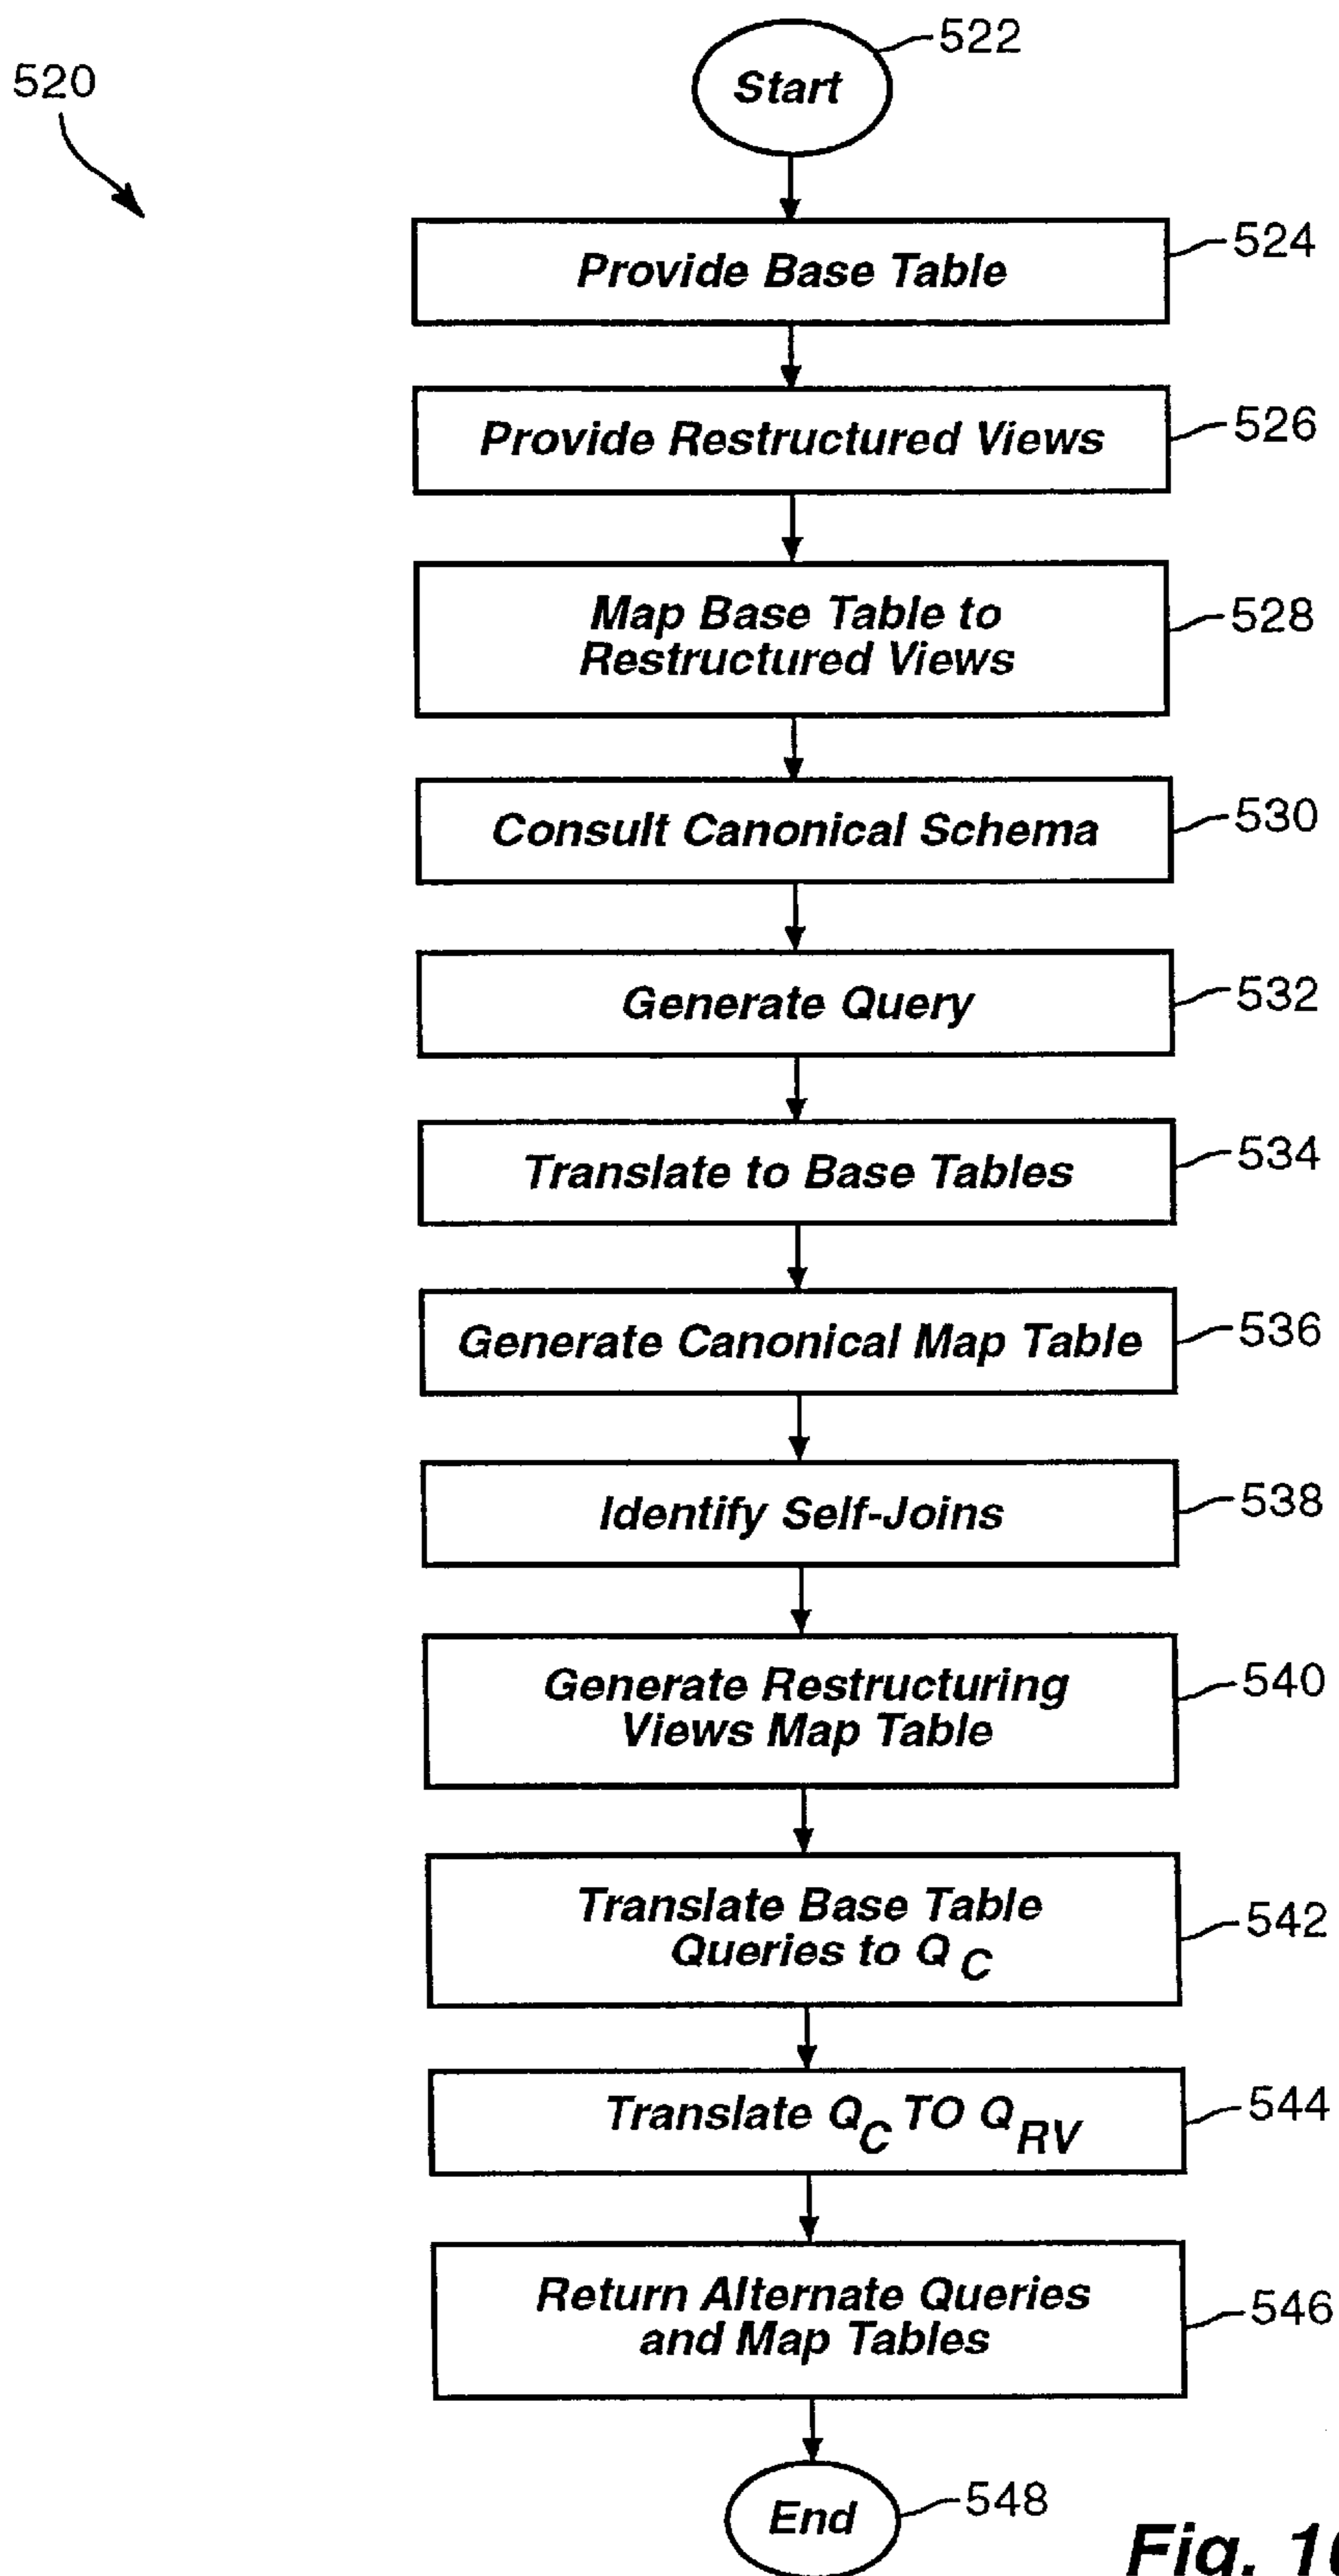 522
520
Start
524
Provide Base Table
526
Provide Restructured Views
528
Map Base Table to
Restructured Views
530
Consult Canonical Schema
532
Generate Query
534
Translate to Base Tables
536
Generate Canonical Map Table
538
Identify Self-Joins
540
Generate Restructuring
Views Map Table
542
Translate Base Table
Queries to Q C
544
Translate Q C TO Q RV
546
Return Alternate Queries
and Map Tables
548
End
Fig.